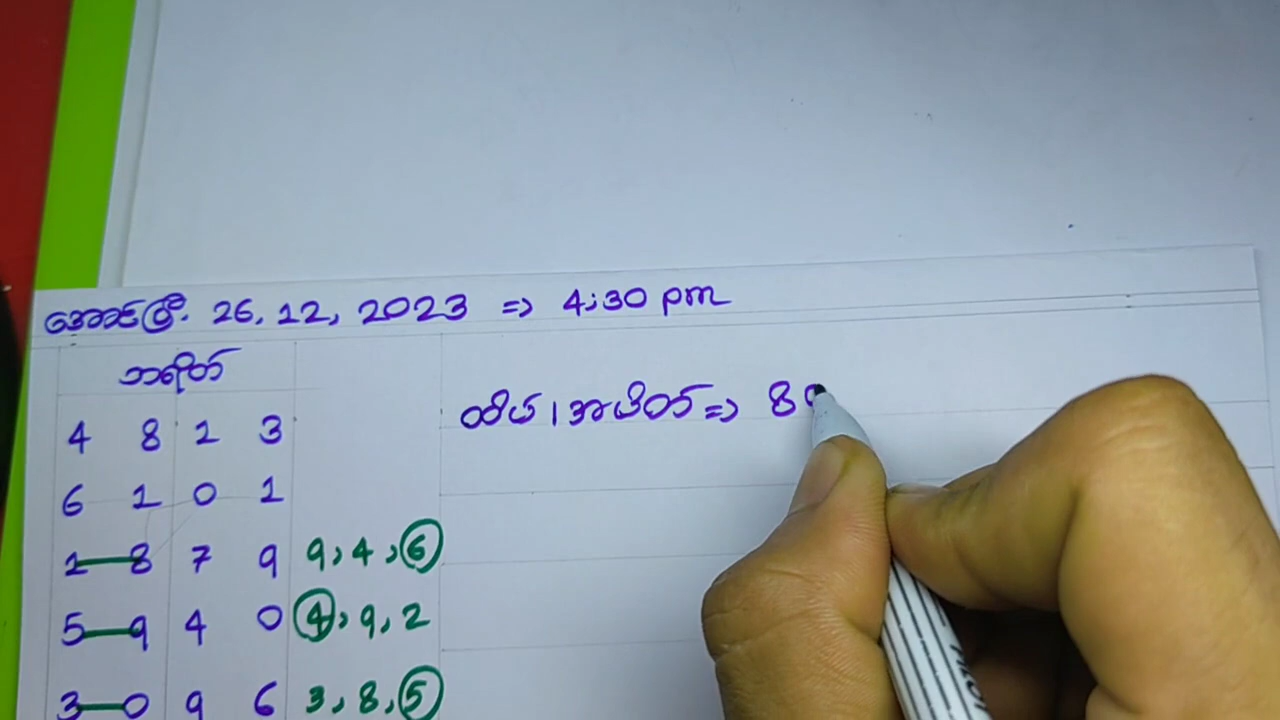 အောင်ပြီ. 26, 12, 2023 => 4:30 pm
ဘရိတ်
ထိပ်၊ အပိတ် => 8
4 8 1 3
6 1 0 1
1—8 7 9 9, 4, 6
5—9 4 0 4, 9, 2
3—0 9 6 3, 8, 5